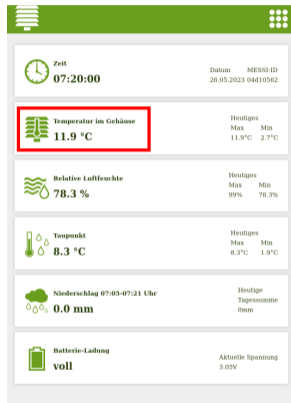 Zeit
07:20:00
Datum MESSI-ID
26.05.2023 04d10562
Temperatur im Gehäuse
11.9 °C
Heutiges
Max Min
11.9°C 2.7°C
Relative Luftfeuchte
78.3 %
Heutiges
Max Min
99% 78.3%
Taupunkt
8.3 °C
Heutiges
Max Min
8.3°C 1.9°C
Niederschlag 07:05-07:21 Uhr
0.0 mm
Heutige
Tagessumme
0mm
Batterie-Ladung
voll
Aktuelle Spannung
3.05V